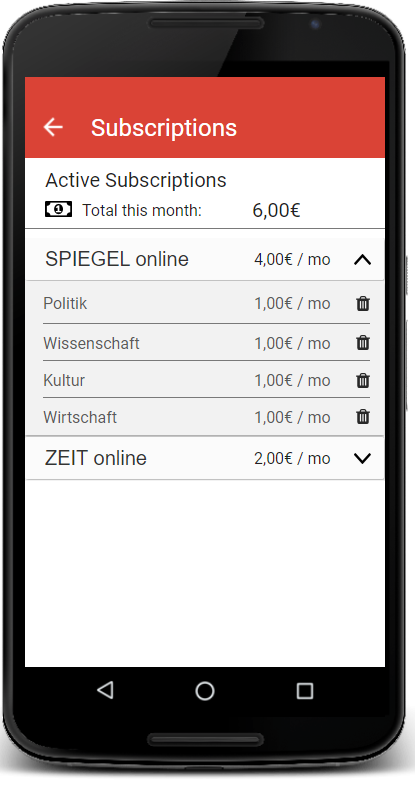 Subscriptions
Active Subscriptions
Total this month: 6,00€
SPIEGEL online 4,00€ / mo
Politik 1,00€ / mo
Wissenschaft 1,00€ / mo
Kultur 1,00€ / mo
Wirtschaft 1,00€ / mo
ZEIT online 2,00€ / mo